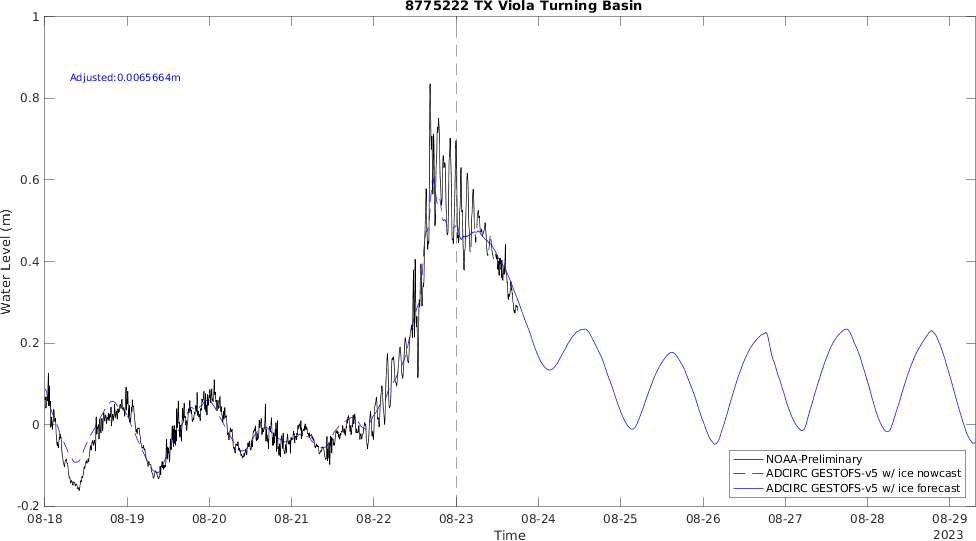 8775222 TX Viola Turning Basin
1
Adjusted:0.0065664m
0.8
0.6
Water Level (m)
0.4
0.2
0
NOAA-Preliminary
ADCIRC GESTOFS-v5 w/ ice nowcast
ADCIRC GESTOFS-v5 w/ ice forecast
-0.2
08-18 08-19 08-20 08-21 08-22 08-23 08-24 08-25 08-26 08-27 08-28 08-29
Time 2023